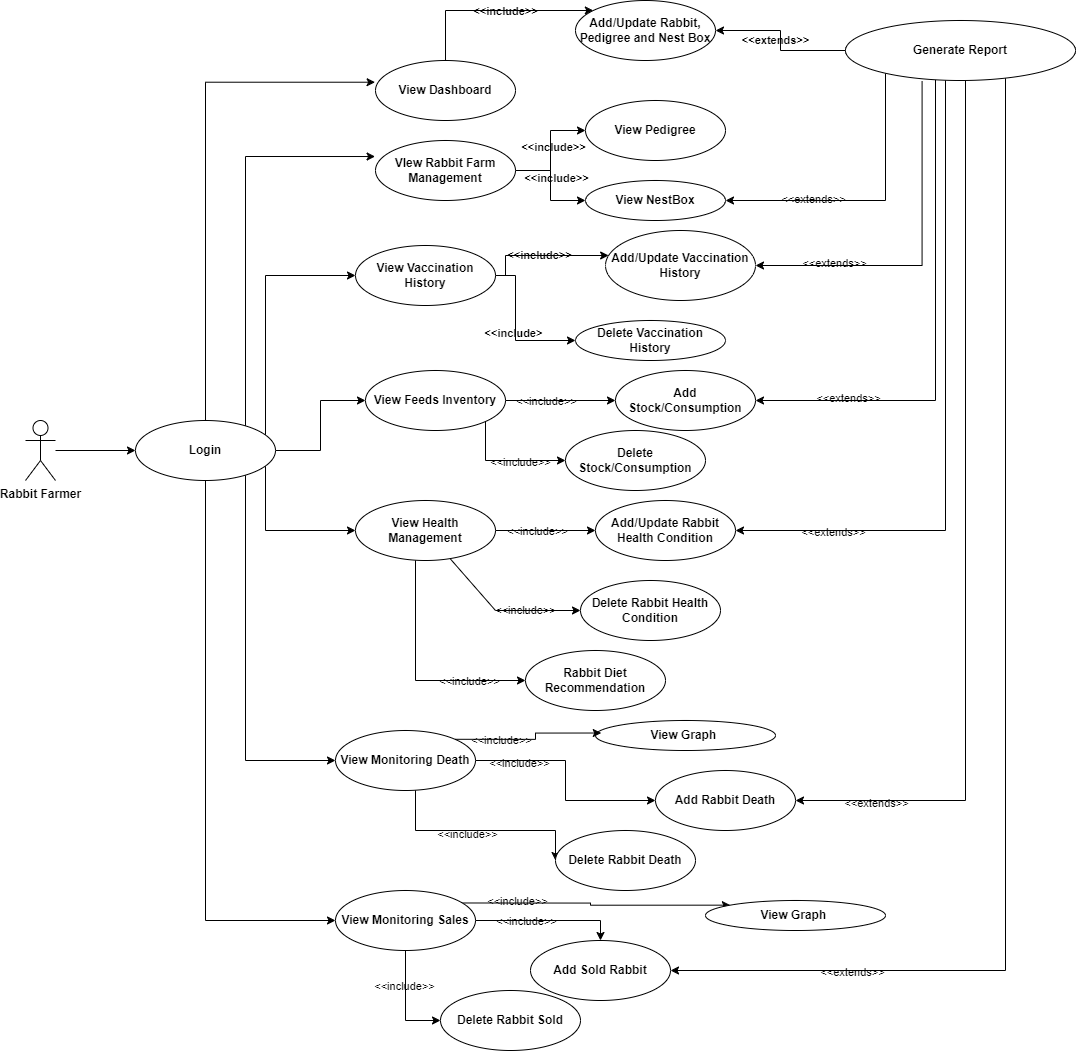 <<include>>
Add/Update Rabbit,
Pedigree and Nest Box
<<extends>>
Generate Report
View Dashboard
View Pedigree
<<include>>
VIew Rabbit Farm
Management
<<include>>
View NestBox
<<extends>>
View Vaccination
History
<<include>>
Add/Update Vaccination
History
<<extends>>
<<include>
Delete Vaccination
History
View Feeds Inventory
<<include>>
Add
Stock/Consumption
<<extends>>
Login
Rabbit Farmer
<<include>>
Delete
Stock/Consumption
View Health
Management
<<include>>
Add/Update Rabbit
Health Condition
<<extends>>
<<include>>
Delete Rabbit Health
Condition
<<include>>
Rabbit Diet
Recommendation
View Monitoring Death
<<include>>
View Graph
<<include>>
Add Rabbit Death
<<extends>>
<<include>>
Delete Rabbit Death
View Monitoring Sales
<<include>>
View Graph
<<include>>
Add Sold Rabbit
<<extends>>
<<include>>
Delete Rabbit Sold